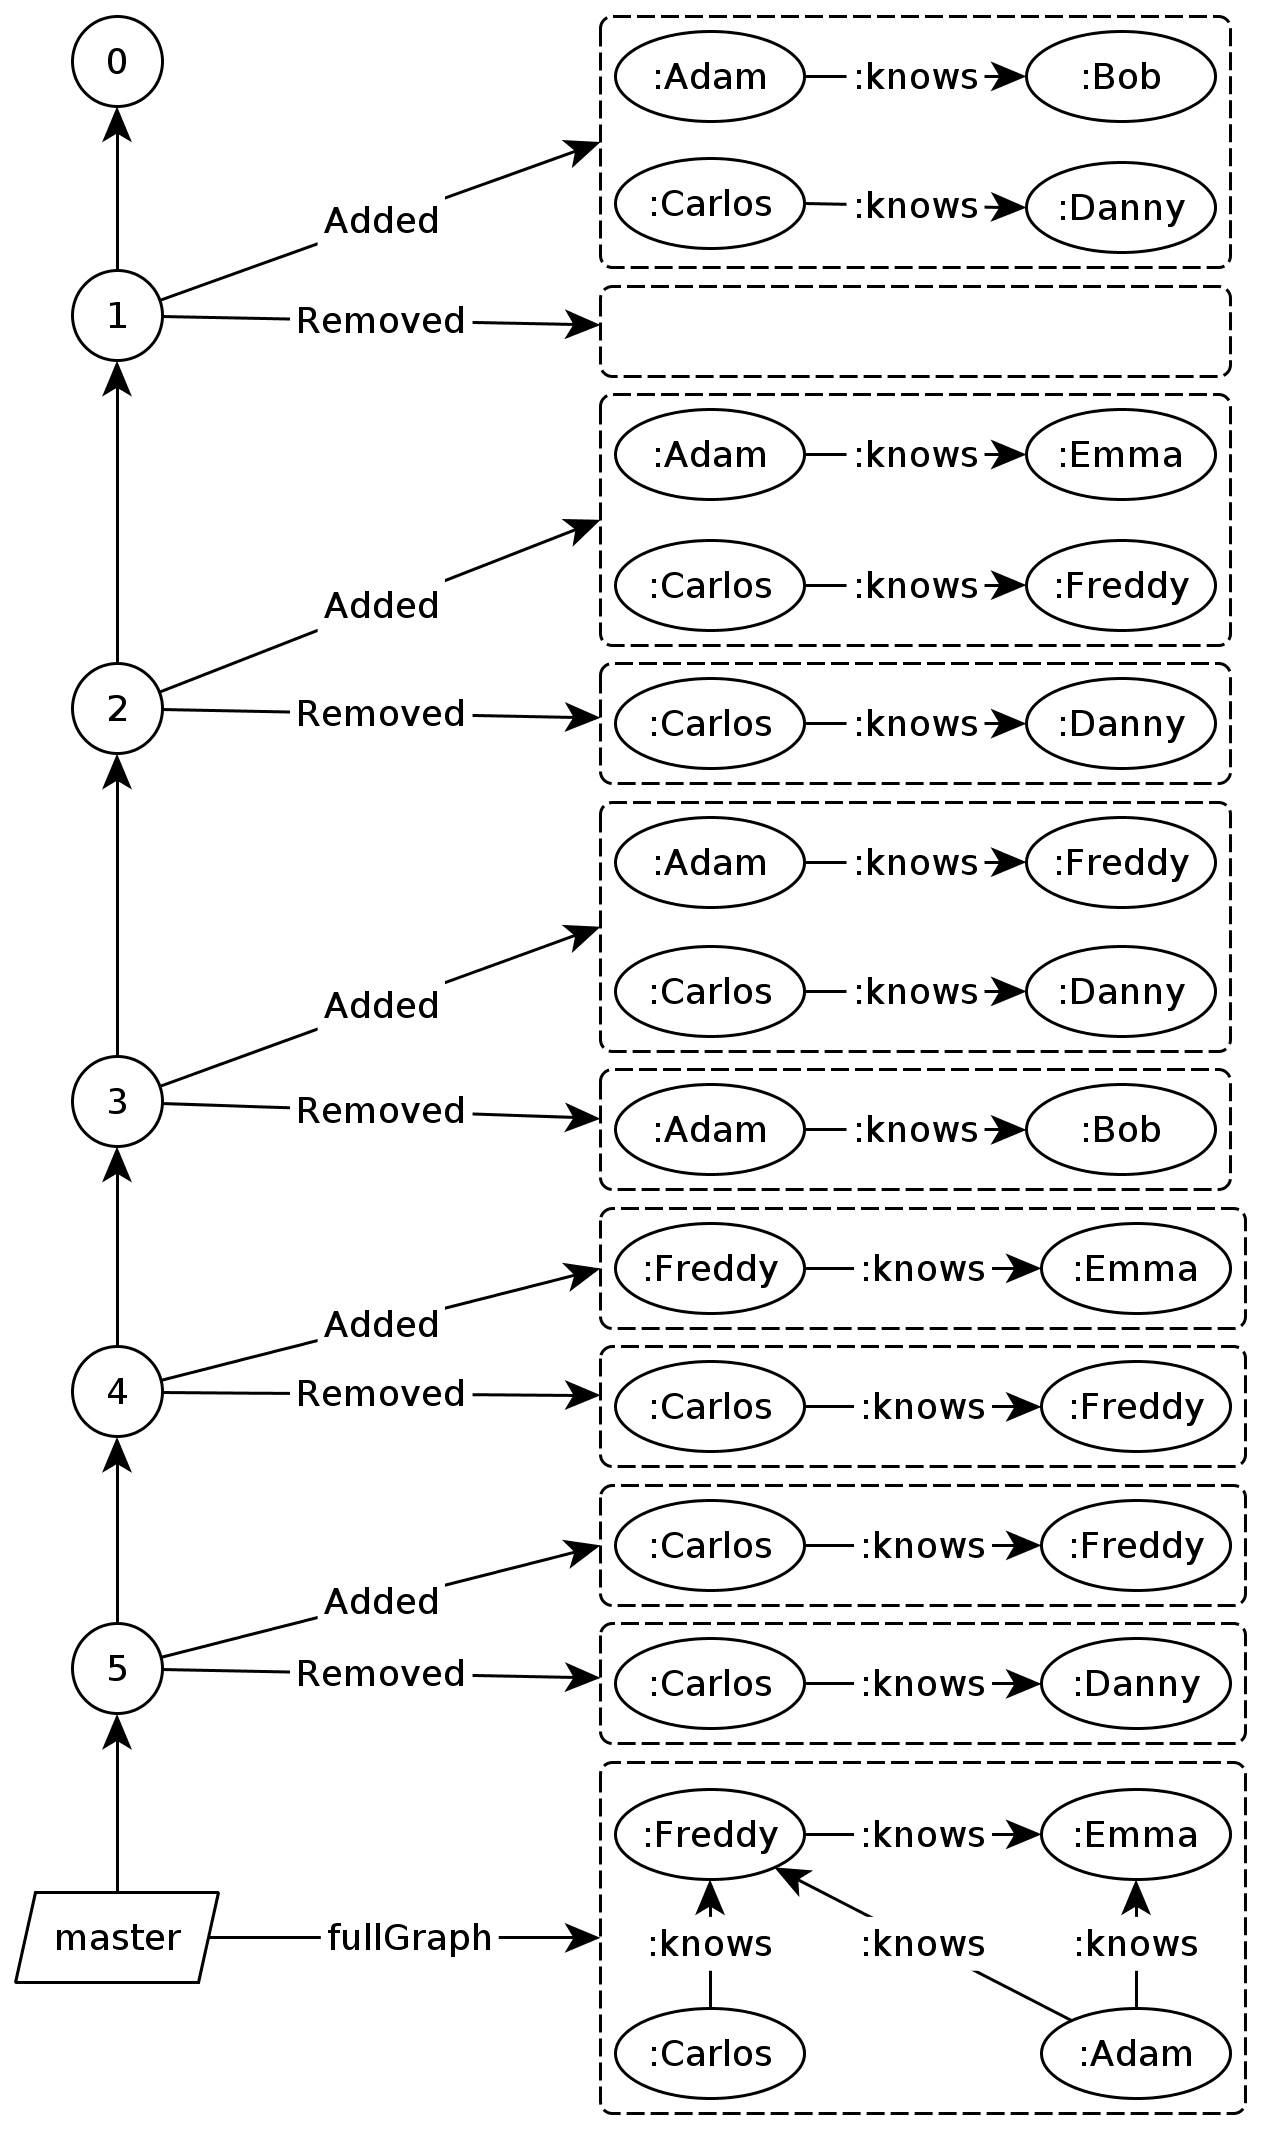 0
:Adam :knows :Bob
:Carlos :knows :Danny
Added
1
Removed
:Adam :knows :Emma
:Carlos :knows :Freddy
Added
2
Removed
:Carlos :knows :Danny
:Adam :knows :Freddy
:Carlos :knows :Danny
Added
3
Removed
:Adam :knows :Bob
:Freddy :knows :Emma
Added
4
Removed
:Carlos :knows :Freddy
:Carlos :knows :Freddy
Added
5
Removed
:Carlos :knows :Danny
:Freddy :knows :Emma
master
fullGraph
:knows :knows :knows
:Carlos :Adam